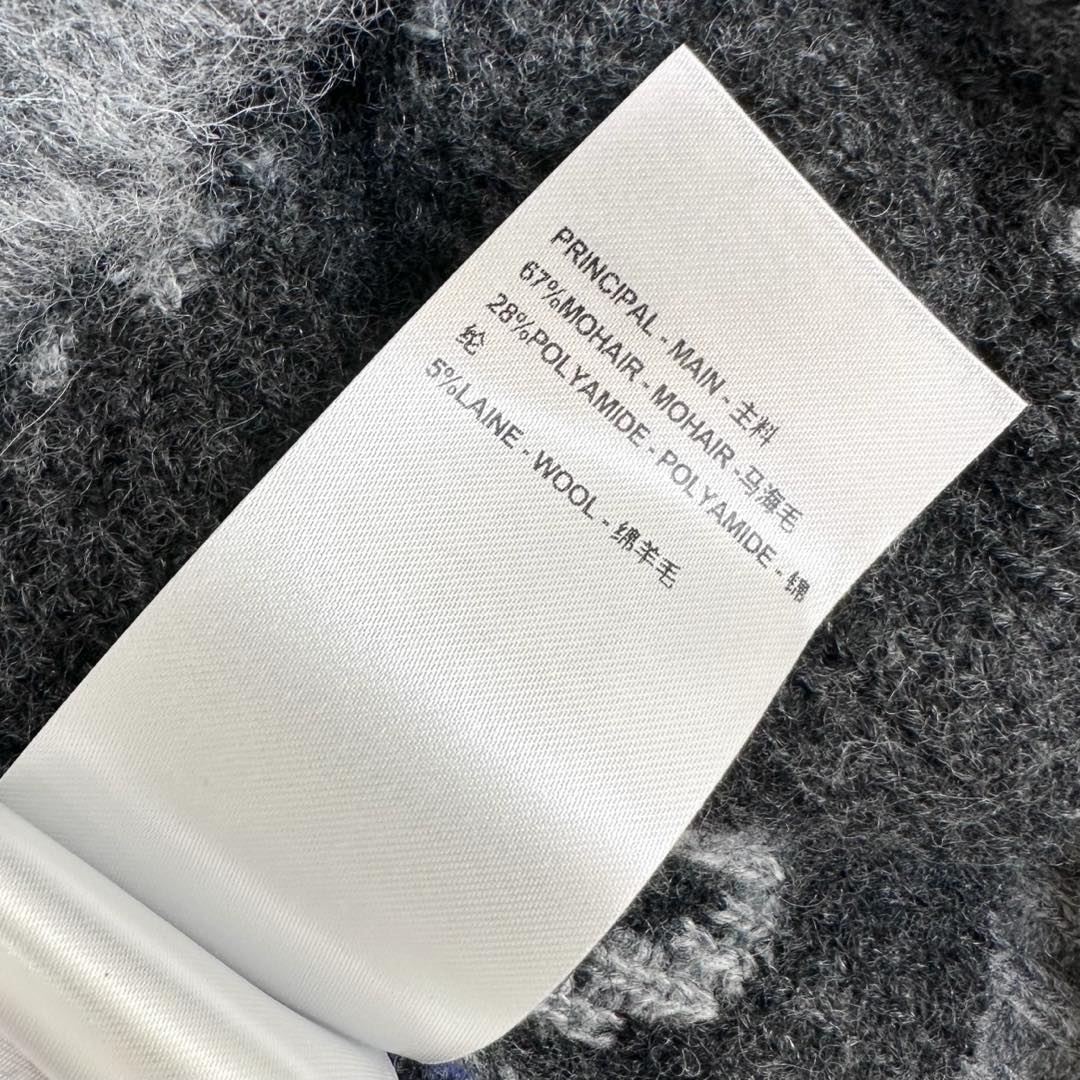 PRINCIPAL - MAIN - 主料
67%MOHAIR - MOHAIR -马海毛
28%POLYAMIDE - POLYAMIDE - 锦
纶
5%LAINE - WOOL - 绵羊毛